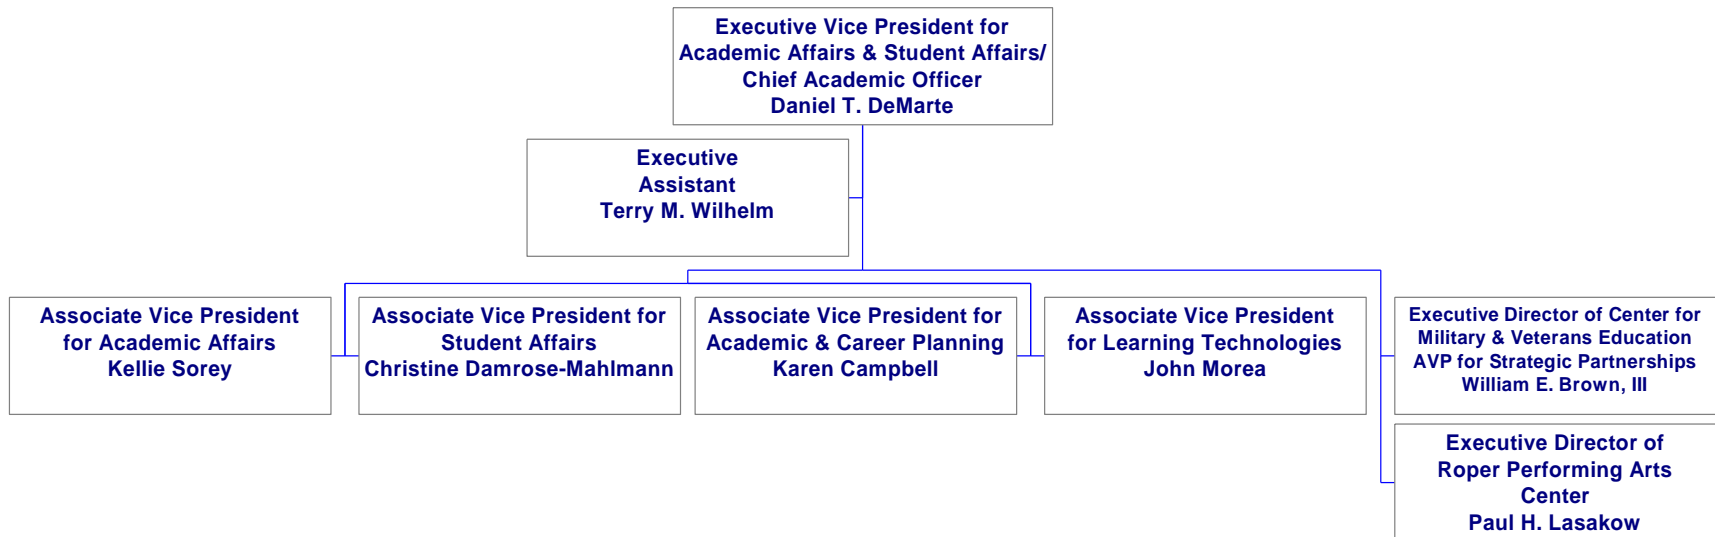 Executive Vice President for
Academic Affairs & Student Affairs/
Chief Academic Officer
Daniel T. DeMarte
Executive
Assistant
Terry M. Wilhelm
Associate Vice President
for Academic Affairs
Kellie Sorey
Associate Vice President for
Student Affairs
Christine Damrose-Mahlmann
Associate Vice President for
Academic & Career Planning
Karen Campbell
Associate Vice President
for Learning Technologies
John Morea
Executive Director of Center for
Military & Veterans Education
AVP for Strategic Partnerships
William E. Brown, III
Executive Director of
Roper Performing Arts
Center
Paul H. Lasakow